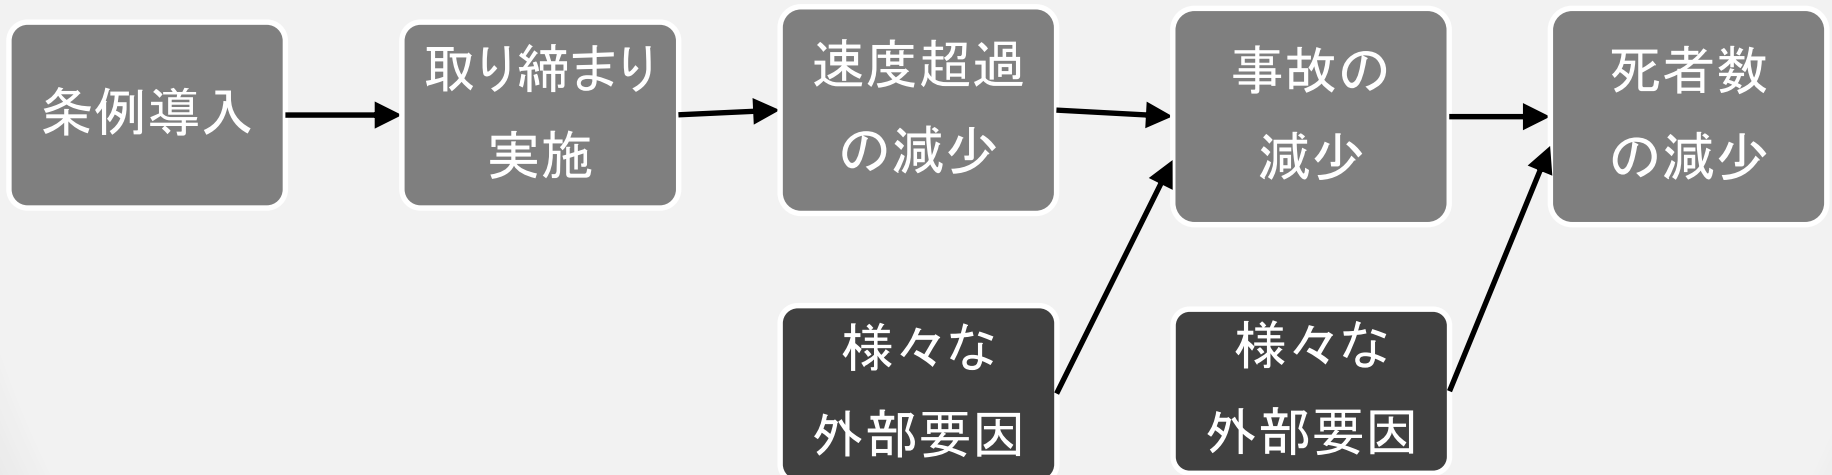 条例導入
取り締まり
実施
速度超過
の減少
事故の
減少
死者数
の減少
様々な
外部要因
様々な
外部要因